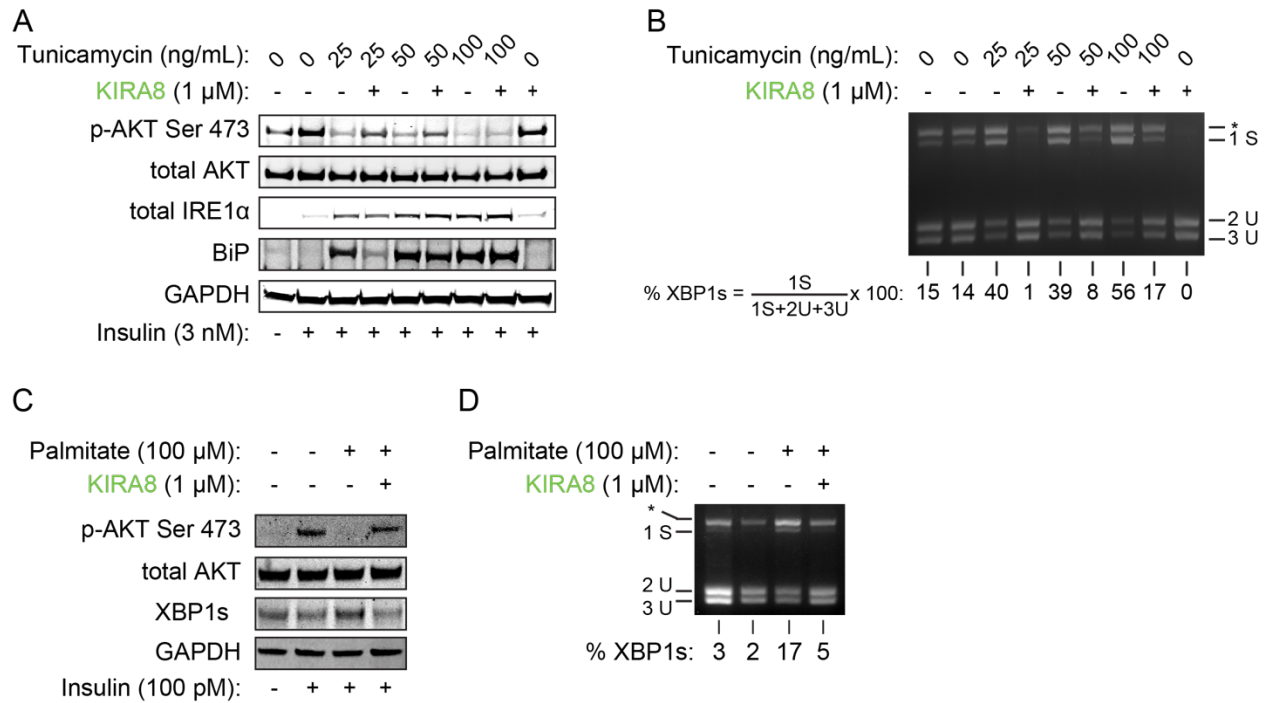 A
Tunicamycin (ng/mL): 0 0 25 25 50 50 100 100 0
KIRA8 (1 µM): - - - + - + - + +
p-AKT Ser 473
total AKT
total IRE1α
BiP
GAPDH
Insulin (3 nM): - + + + + + + + +
B
Tunicamycin (ng/mL): 0 0 25 25 50 50 100 100 0
KIRA8 (1 µM): - - - + - + - + +
*
1 S
2 U
3 U
% XBP1s = 1S / 1S+2U+3U x 100: 15 14 40 1 39 8 56 17 0
C
Palmitate (100 µM): - - + +
KIRA8 (1 µM): - - - +
p-AKT Ser 473
total AKT
XBP1s
GAPDH
Insulin (100 pM): - + + +
D
Palmitate (100 µM): - - + +
KIRA8 (1 µM): - - - +
*
1 S
2 U
3 U
% XBP1s: 3 2 17 5